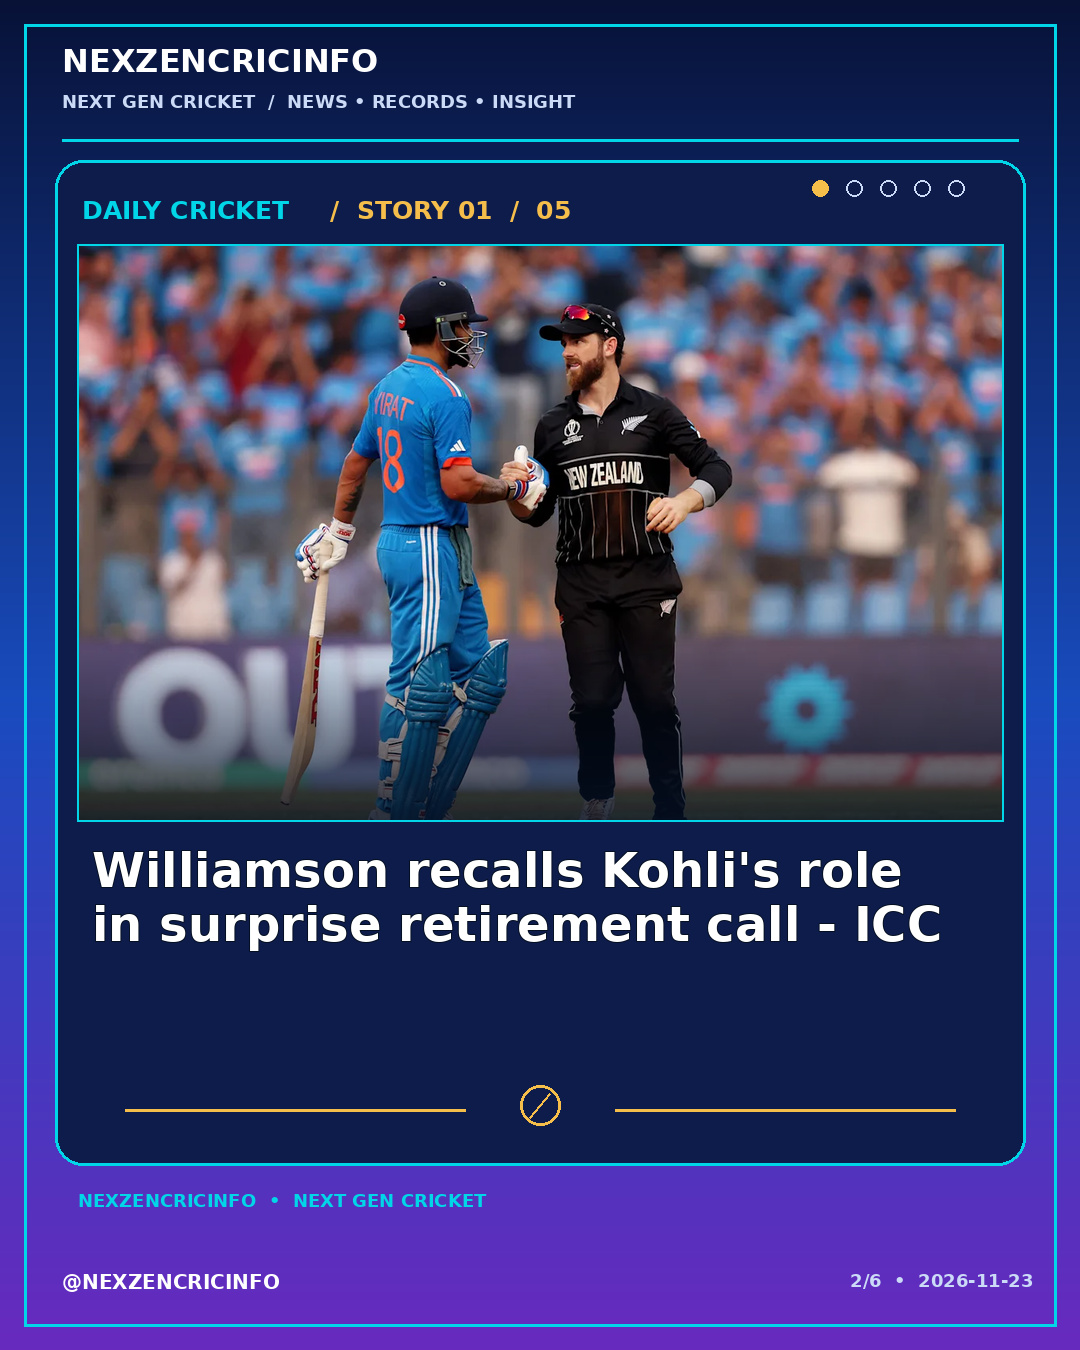 NEXZENCRICINFO
NEXT GEN CRICKET / NEWS • RECORDS • INSIGHT
DAILY CRICKET / STORY 01 / 05
VIRAT
18
NEW ZEALAND
OUT
Williamson recalls Kohli's role
in surprise retirement call - ICC
NEXZENCRICINFO • NEXT GEN CRICKET
@NEXZENCRICINFO
2/6 • 2026-11-23